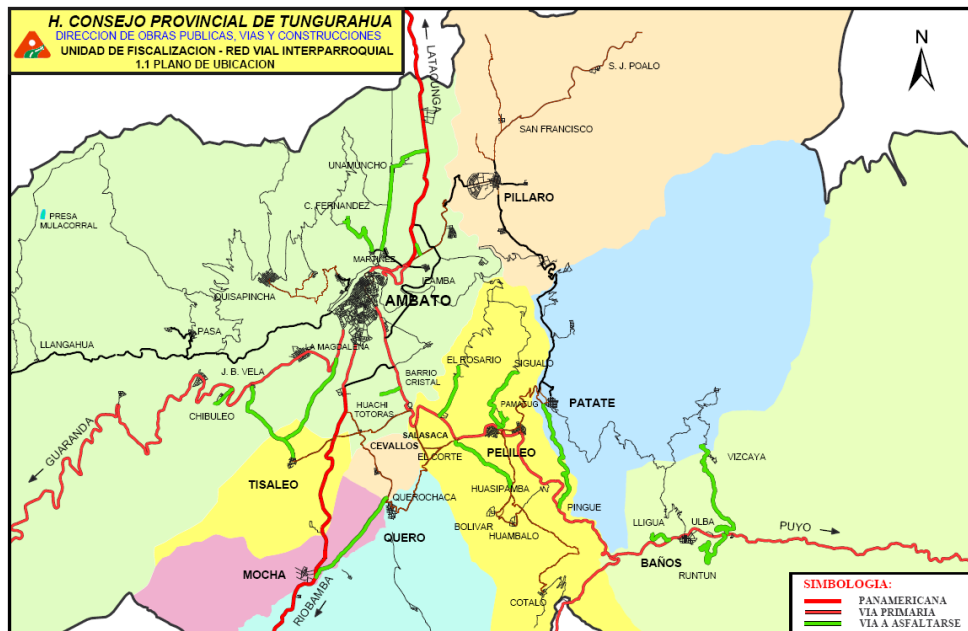 H. CONSEJO PROVINCIAL DE TUNGURAHUA
DIRECCION DE OBRAS PUBLICAS, VIAS Y CONSTRUCCIONES
UNIDAD DE FISCALIZACION - RED VIAL INTERPARROQUIAL
1.1 PLANO DE UBICACION
N
LATACUNGA
S. J. POALO
SAN FRANCISCO
UNAMUNCHO
PILLARO
C. FERNANDEZ
PRESA
MULACORRAL
MARTINEZ
IZAMBA
QUISAPINCHA
AMBATO
PASA
LLANGAHUA
LA MAGDALENA
EL ROSARIO
SIGUALO
J. B. VELA
BARRIO
CRISTAL
CHIBULEO
HUACHI
TOTORAS
PAMATUG
PATATE
GUARANDA
SALASACA
CEVALLOS
PELILEO
EL CORTE
VIZCAYA
TISALEO
HUASIPAMBA
QUEROCHACA
PINGUE
BOLIVAR
HUAMBALO
LLIGUA
ULBA
PUYO
QUERO
BAÑOS
RUNTUN
MOCHA
COTALO
RIOBAMBA
SIMBOLOGIA:
PANAMERICANA
VIA PRIMARIA
VIA A ASFALTARSE